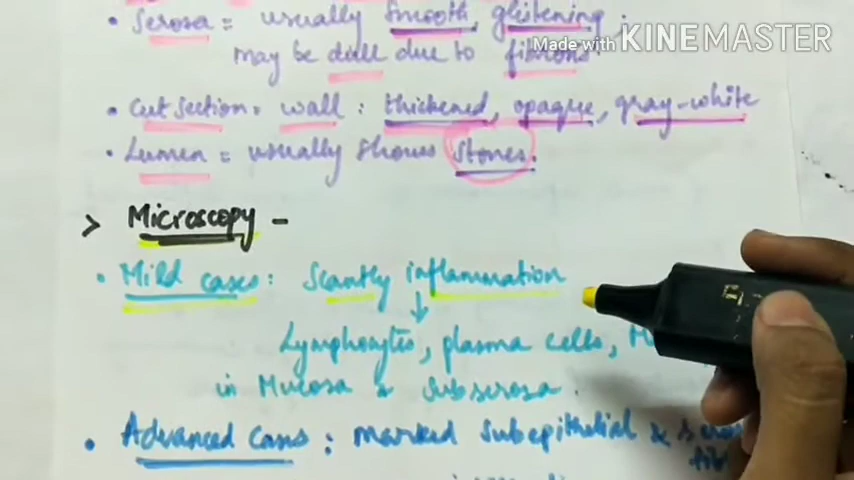 • Serosa = usually smooth, glistening.
may be dull due to fibrosis.
Made with KINEMASTER
• Cut section = wall : thickened, opaque, gray-white
• Lumen = usually shows stones.
> Microscopy -
• Mild cases : Scantly inflammation
↓
Lymphocytes, plasma cells, M
in Mucosa & subserosa.
• Advanced cases : marked subepithelial &